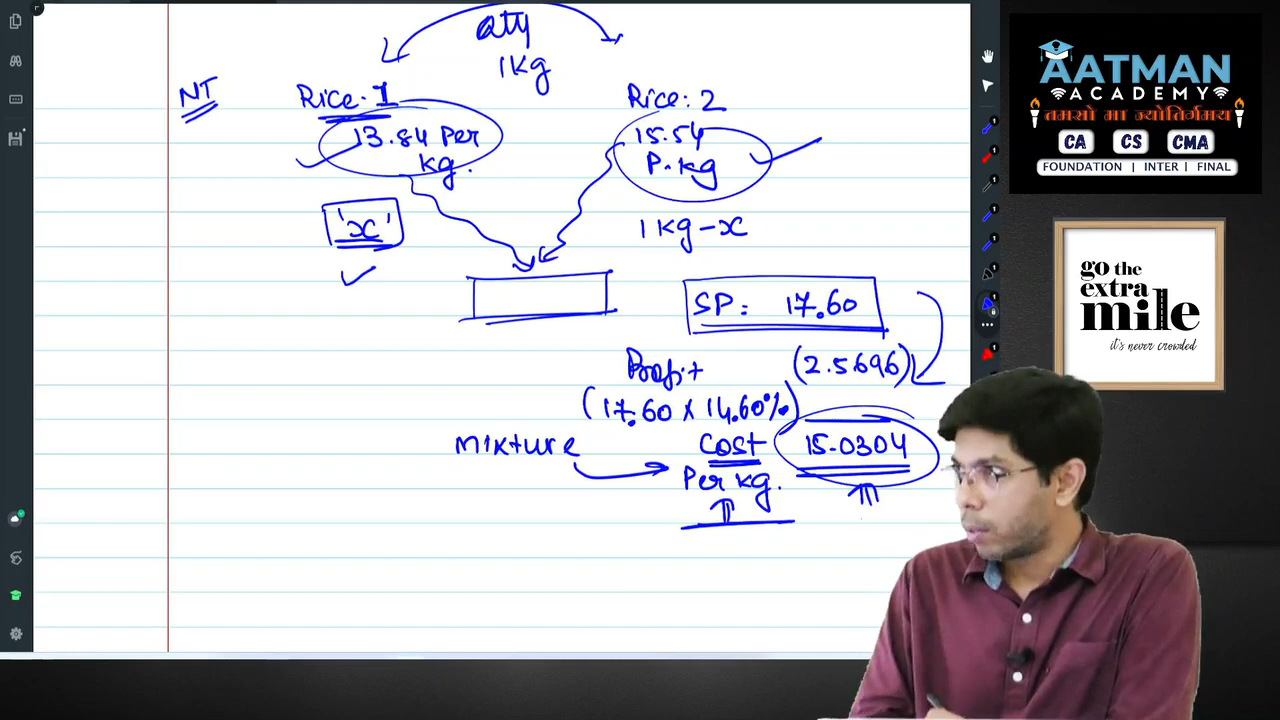 Qty
1Kg
NT
Rice: 1
Rice: 2
13.84 Per
kg.
15.54
P. kg
'x'
1 Kg - x
SP: 17.60
Profit (2.5696)
(17.60 x 14.60%)
mixture
Cost 15.0304
Per kg.
AATMAN
ACADEMY
तमसो मा ज्योतिर्गमय
CA CS CMA
FOUNDATION | INTER | FINAL
go the
extra
mile
it's never crowded